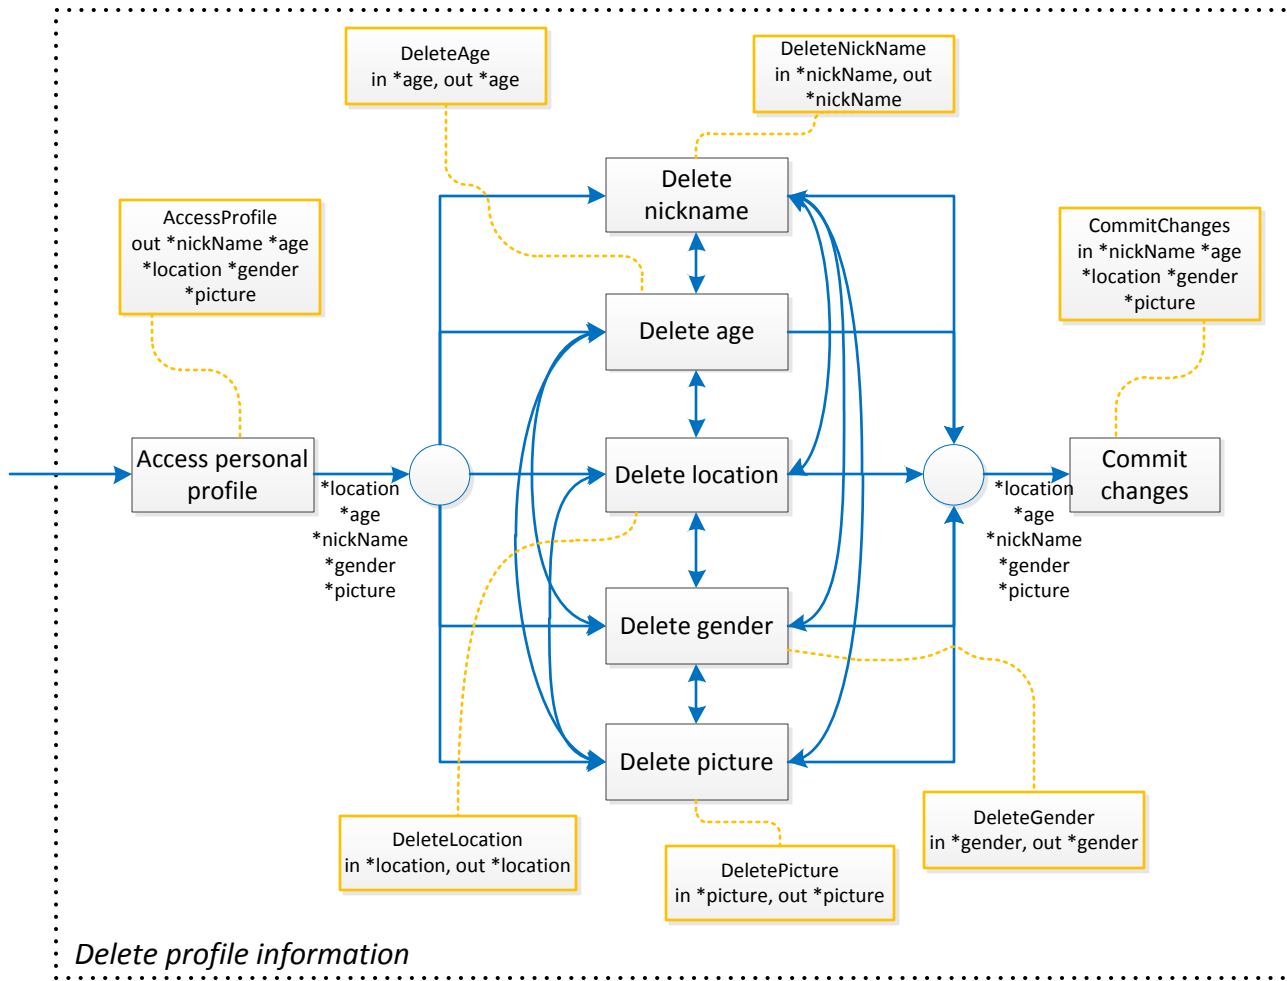 DeleteAge
in *age, out *age
DeleteNickName
in *nickName, out
*nickName
AccessProfile
out *nickName *age
*location *gender
*picture
Delete
nickname
CommitChanges
in *nickName *age
*location *gender
*picture
Delete age
Access personal
profile
*location
*age
*nickName
*gender
*picture
Delete location
*location
*age
*nickName
*gender
*picture
Commit
changes
Delete gender
Delete picture
DeleteLocation
in *location, out *location
DeletePicture
in *picture, out *picture
DeleteGender
in *gender, out *gender
Delete profile information